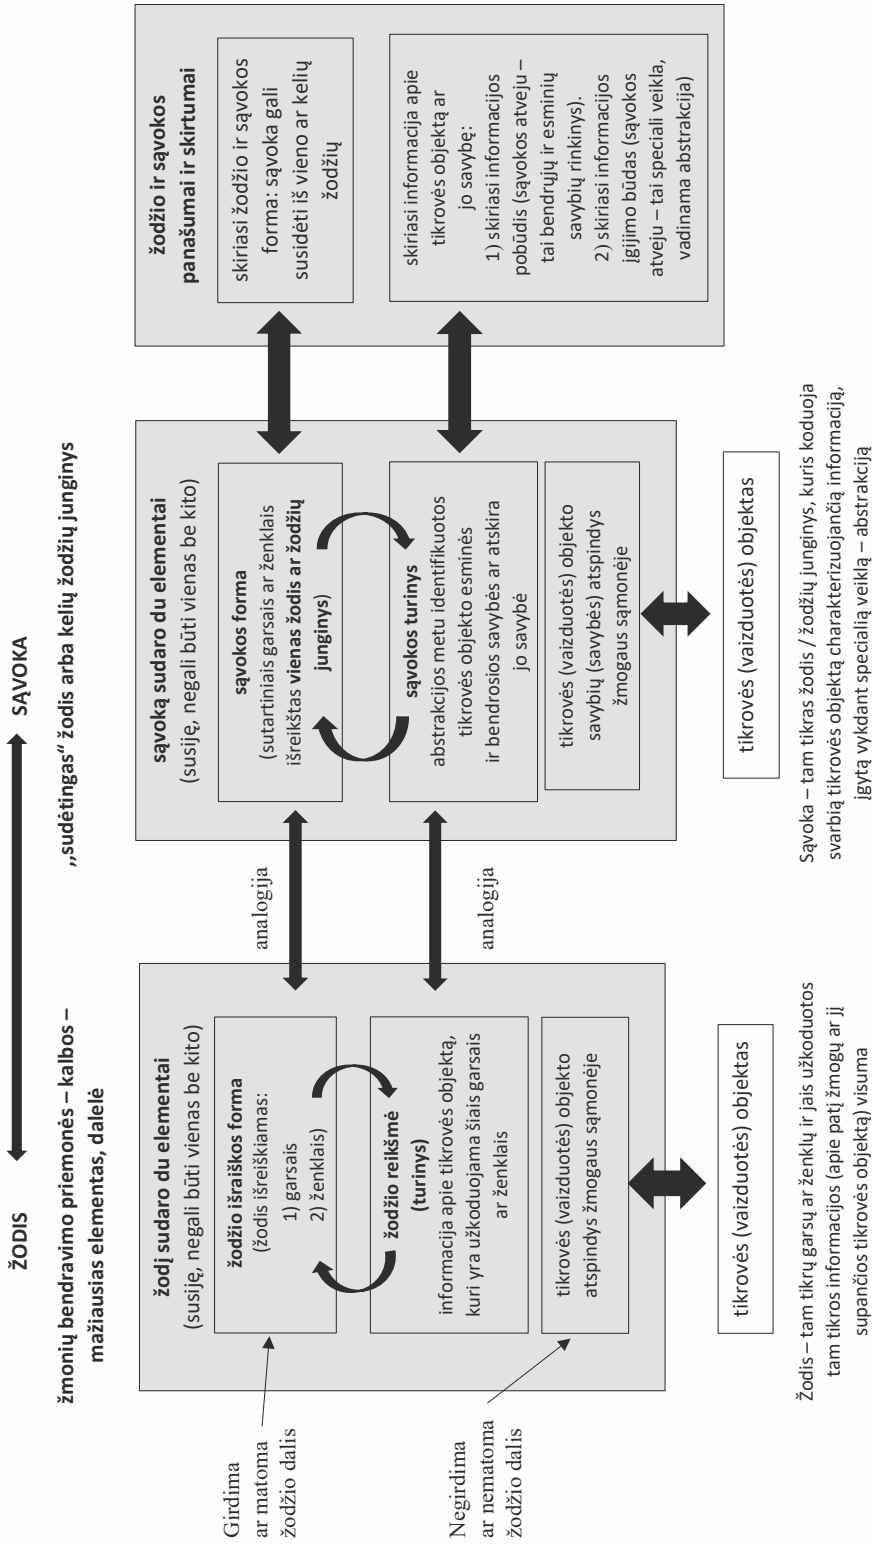 ŽODIS
SĄVOKA
žmonių bendravimo priemonės – kalbos –
mažiausias elementas, dalelė
„sudėtingas“ žodis arba kelių žodžių junginys
Girdima
ar matoma
žodžio dalis
Negirdima
ar nematoma
žodžio dalis
žodį sudaro du elementai
(susiję, negali būti vienas be kito)
žodžio išraiškos forma
(žodis išreiškiamas:
1) garsais
2) ženklais)
žodžio reikšmė
(turinys)
informacija apie tikrovės objektą,
kuri yra užkoduojama šiais garsais
ar ženklais
tikrovės (vaizduotės) objekto
atspindys žmogaus sąmonėje
tikrovės (vaizduotės) objektas
Žodis – tam tikrų garsų ar ženklų ir jais užkoduotos
tam tikros informacijos (apie patį žmogų ar jį
supančios tikrovės objektą) visuma
analogija
analogija
sąvoką sudaro du elementai
(susiję, negali būti vienas be kito)
sąvokos forma
(sutartiniais garsais ar ženklais
išreikštas vienas žodis ar žodžių
junginys)
sąvokos turinys
abstrakcijos metu identifikuotos
tikrovės objekto esminės
ir bendrosios savybės ar atskira
jo savybė
tikrovės (vaizduotės) objekto
savybių (savybės) atspindys
žmogaus sąmonėje
tikrovės (vaizduotės) objektas
Sąvoka – tam tikras žodis / žodžių junginys, kuris koduoja
svarbią tikrovės objektą charakterizuojančią informaciją,
įgytą vykdant specialią veiklą – abstrakciją
žodžio ir sąvokos
panašumai ir skirtumai
skiriasi žodžio ir sąvokos
forma: sąvoka gali
susidėti iš vieno ar kelių
žodžių
skiriasi informacija apie
tikrovės objektą ar
jo savybę:
1) skiriasi informacijos
pobūdis (sąvokos atveju –
tai bendrųjų ir esminių
savybių rinkinys).
2) skiriasi informacijos
įgijimo būdas (sąvokos
atveju – tai speciali veikla,
vadinama abstrakcija)